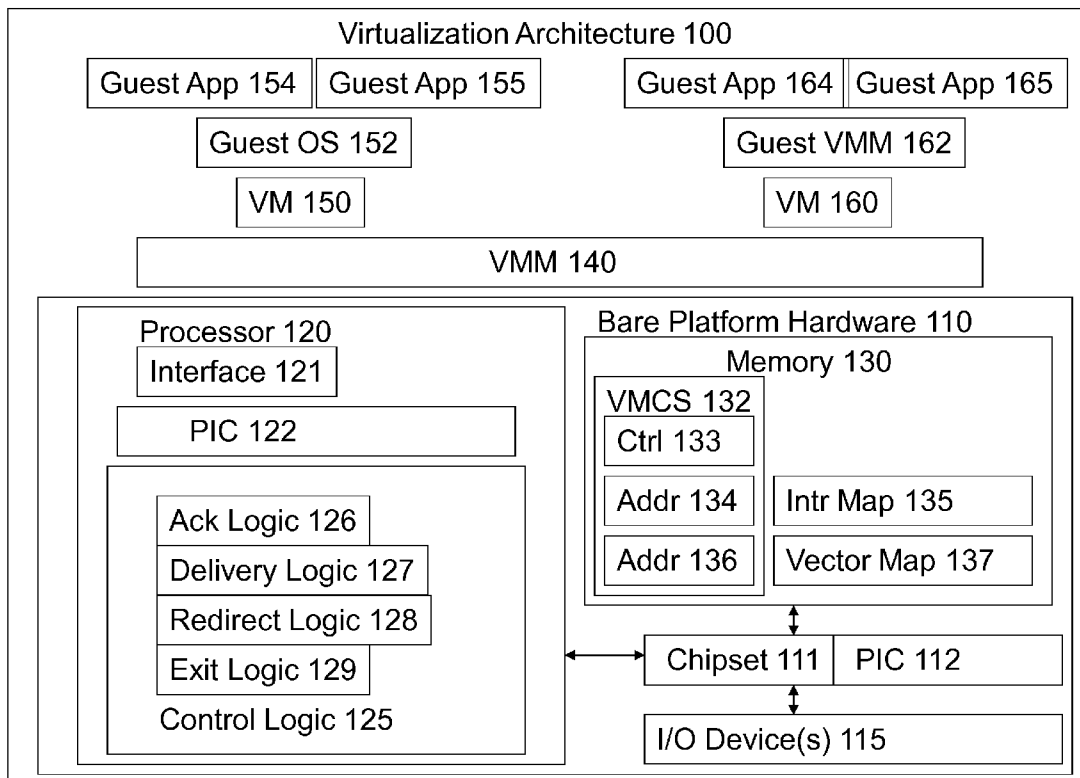 Virtualization Architecture 100
Guest App 154
Guest App 155
Guest App 164
Guest App 165
Guest OS 152
Guest VMM 162
VM 150
VM 160
VMM 140
Processor 120
Interface 121
PIC 122
Ack Logic 126
Delivery Logic 127
Redirect Logic 128
Exit Logic 129
Control Logic 125
Bare Platform Hardware 110
Memory 130
VMCS 132
Ctrl 133
Addr 134
Intr Map 135
Addr 136
Vector Map 137
Chipset 111
PIC 112
I/O Device(s) 115